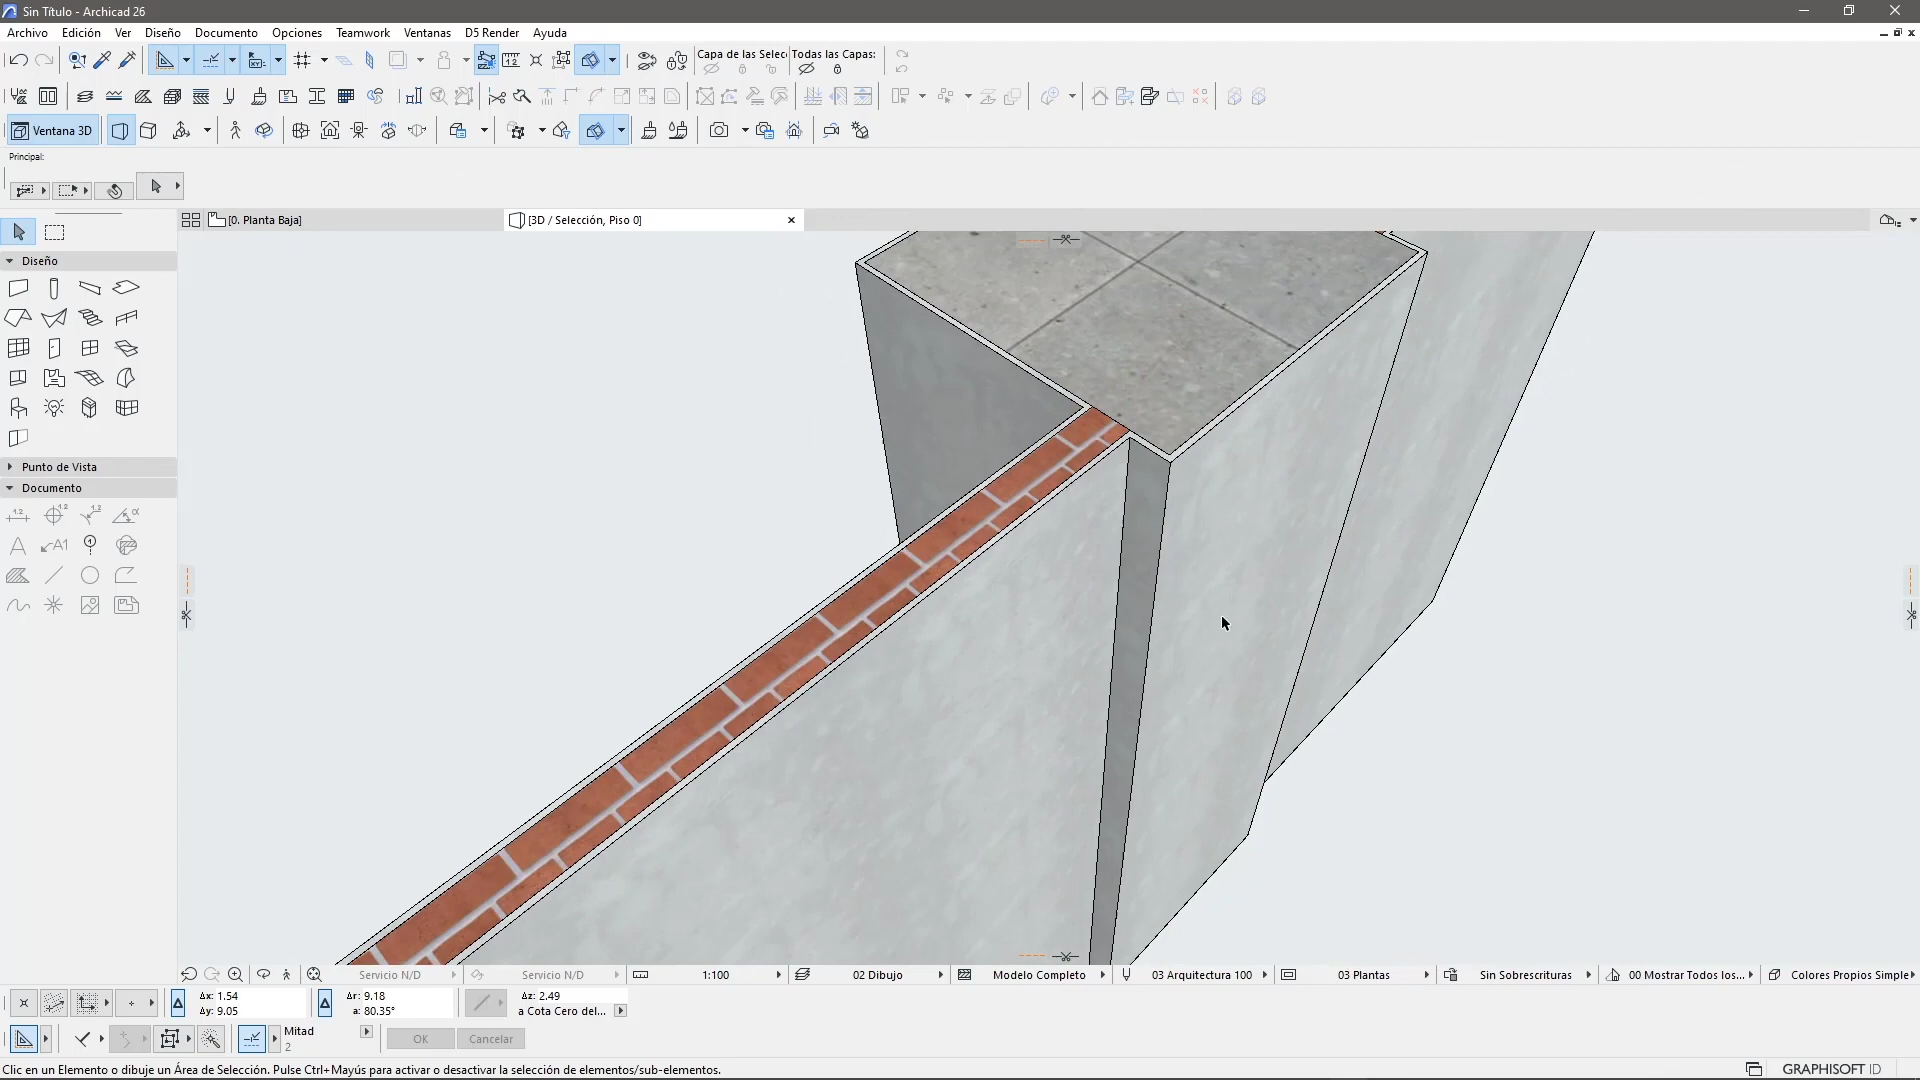 Sin Título - Archicad 26
Archivo Edición Ver Diseño Documento Opciones Teamwork Ventanas D5 Render Ayuda
Capa de las Selec Todas las Capas:
Ventana 3D
Principal:
[0. Planta Baja]
[3D / Selección, Piso 0]
Diseño
Punto de Vista
Documento
Servicio N/D
Servicio N/D
1:100
02 Dibujo
Modelo Completo
03 Arquitectura 100
03 Plantas
Sin Sobrescrituras
00 Mostrar Todos los...
Colores Propios Simple
Δx: 1.54
Δy: 9.05
Δr: 9.18
a: 80.35°
Δz: 2.49
a Cota Cero del...
Mitad
2
OK
Cancelar
Clic en un Elemento o dibuje un Área de Selección. Pulse Ctrl+Mayús para activar o desactivar la selección de elementos/sub-elementos.
GRAPHISOFT ID